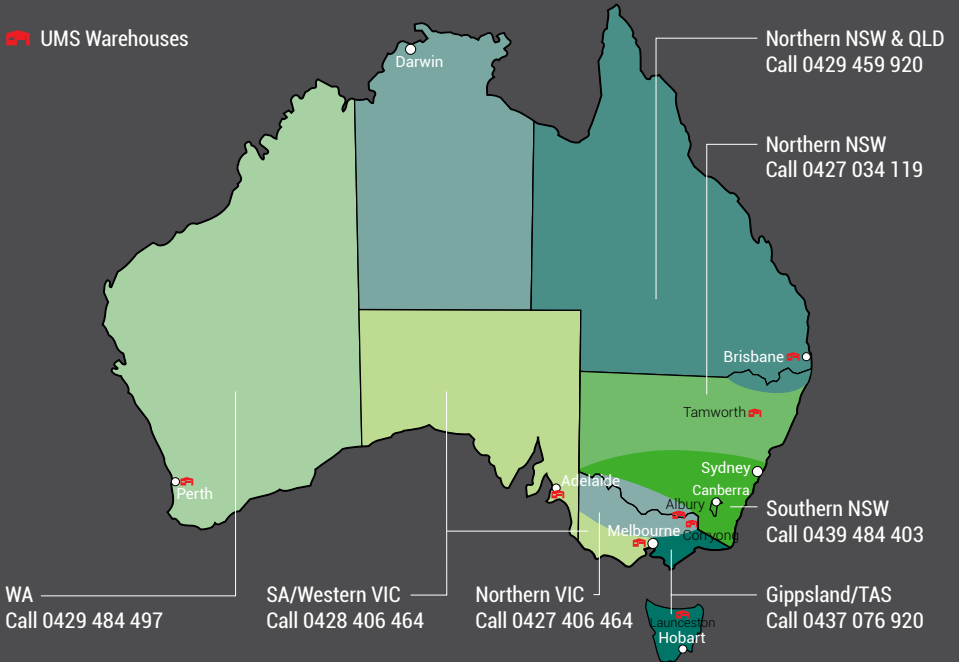 UMS Warehouses
Darwin
Northern NSW & QLD
Call 0429 459 920
Northern NSW
Call 0427 034 119
Brisbane
Tamworth
Sydney
Canberra
Adelaide
Perth
Albury
Melbourne
Corryong
Southern NSW
Call 0439 484 403
WA
Call 0429 484 497
SA/Western VIC
Call 0428 406 464
Northern VIC
Call 0427 406 464
Gippsland/TAS
Call 0437 076 920
Launceston
Hobart